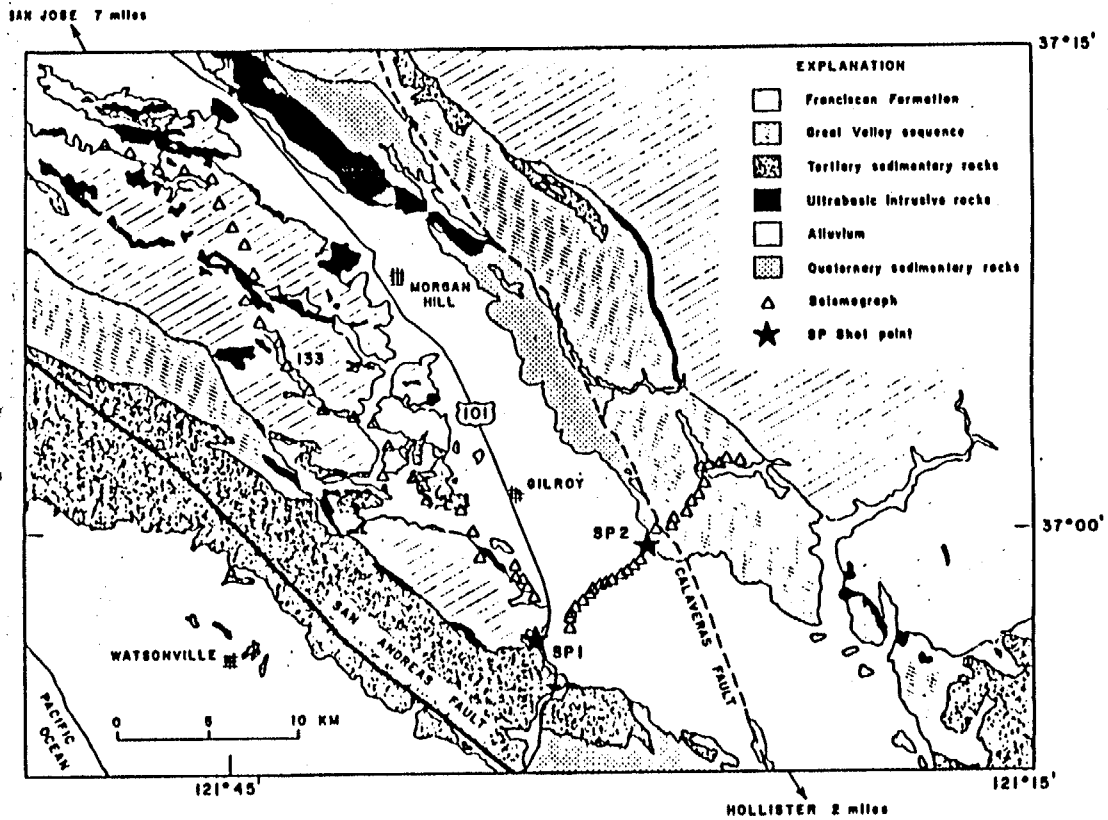 SAN JOSE 7 miles
37°15'
EXPLANATION
Franciscan Formation
Great Valley sequence
Tertiary sedimentary rocks
Ultrabasic intrusive rocks
Alluvium
Quaternary sedimentary rocks
Seismograph
SP Shot point
MORGAN
HILL
133
101
GILROY
SP2
37°00'
CALAVERAS FAULT
SAN ANDREAS FAULT
SP1
WATSONVILLE
0 5 10 KM
PACIFIC
OCEAN
121°45'
121°15'
HOLLISTER 2 miles